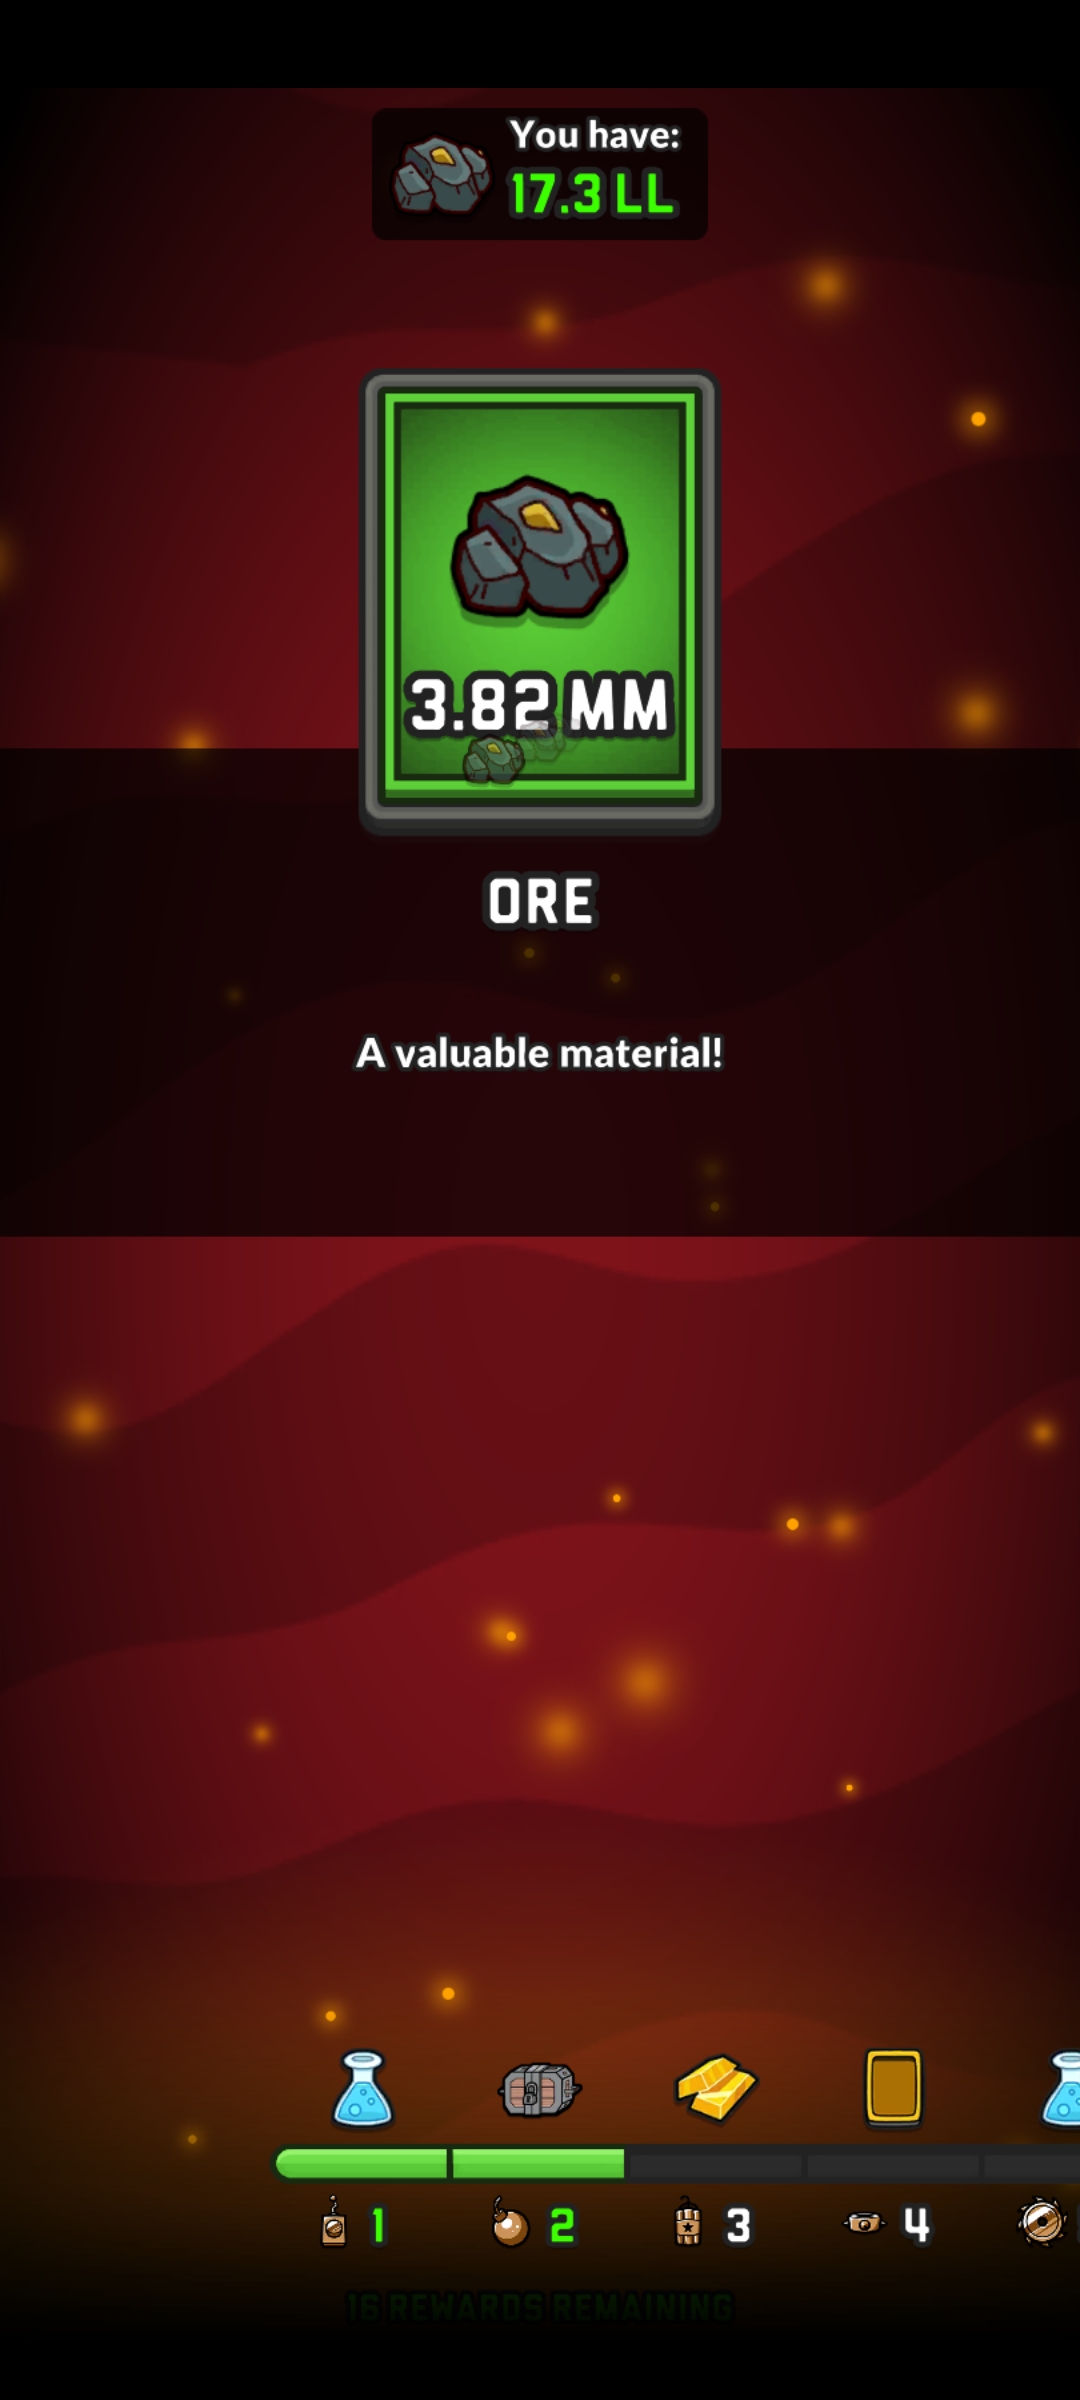 You have:
17.3 LL
3.82 MM
ORE
A valuable material!
1 2 3 4
16 REWARDS REMAINING